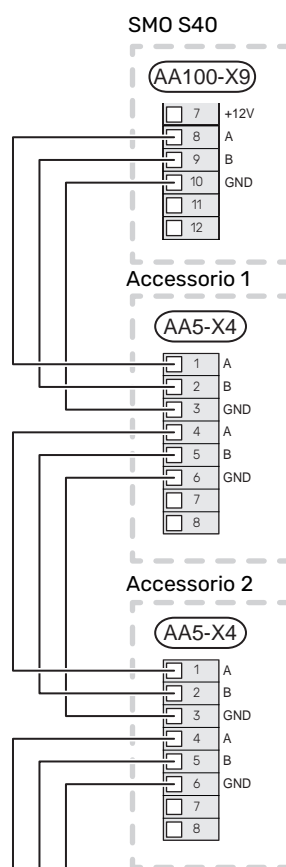 SMO S40
AA100-X9
7 +12V
8 A
9 B
10 GND
11
12
Accessorio 1
AA5-X4
1 A
2 B
3 GND
4 A
5 B
6 GND
7
8
Accessorio 2
AA5-X4
1 A
2 B
3 GND
4 A
5 B
6 GND
7
8